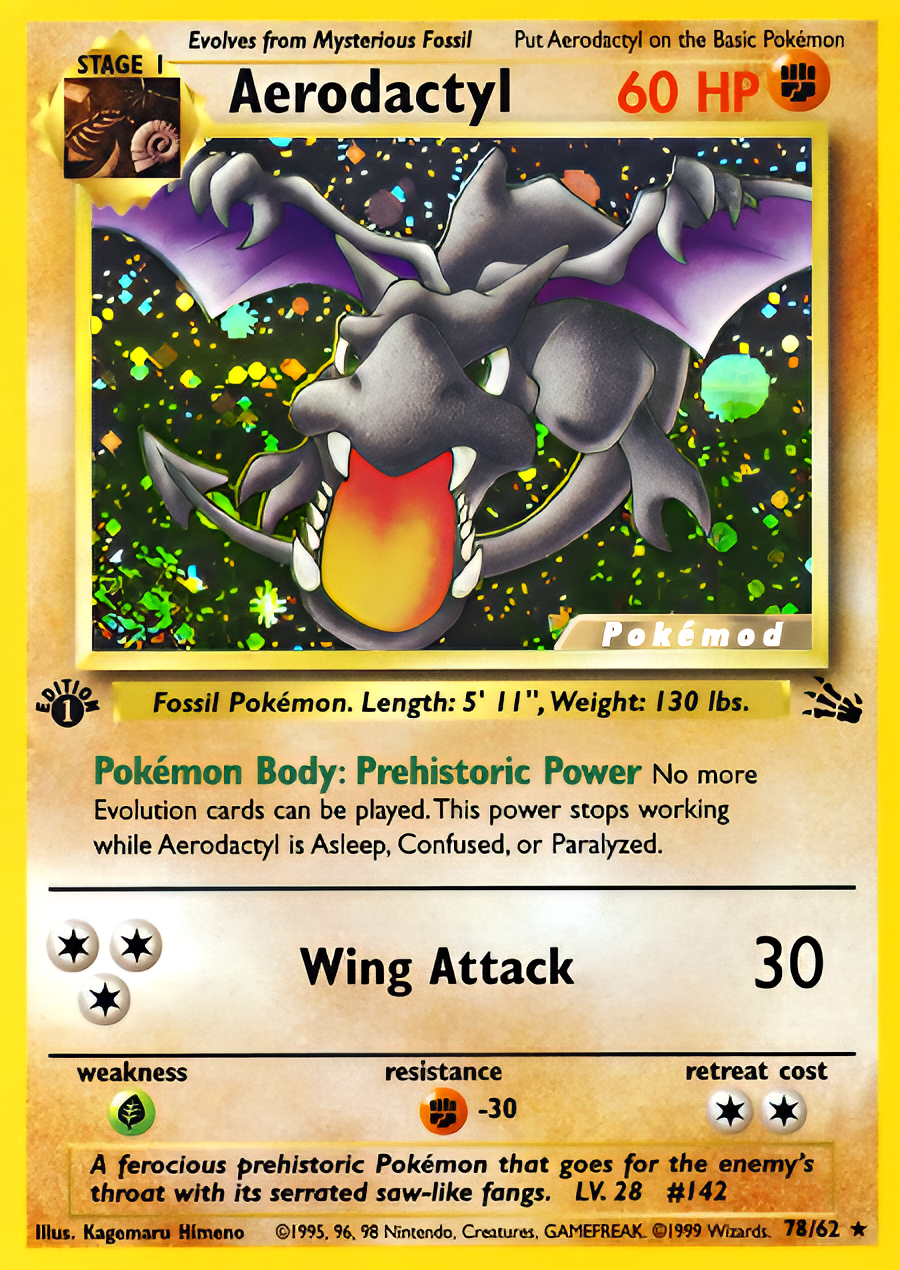 Evolves from Mysterious Fossil Put Aerodactyl on the Basic Pokémon
STAGE 1
Aerodactyl 60 HP
Pokémod
EDITION
1
Fossil Pokémon. Length: 5' 11", Weight: 130 lbs.
Pokémon Body: Prehistoric Power No more
Evolution cards can be played. This power stops working
while Aerodactyl is Asleep, Confused, or Paralyzed.
Wing Attack 30
weakness resistance retreat cost
-30
A ferocious prehistoric Pokémon that goes for the enemy's
throat with its serrated saw-like fangs. LV. 28 #142
Illus. Kagemaru Himeno ©1995, 96, 98 Nintendo, Creatures, GAMEFREAK. ©1999 Wizards. 78/62 ★